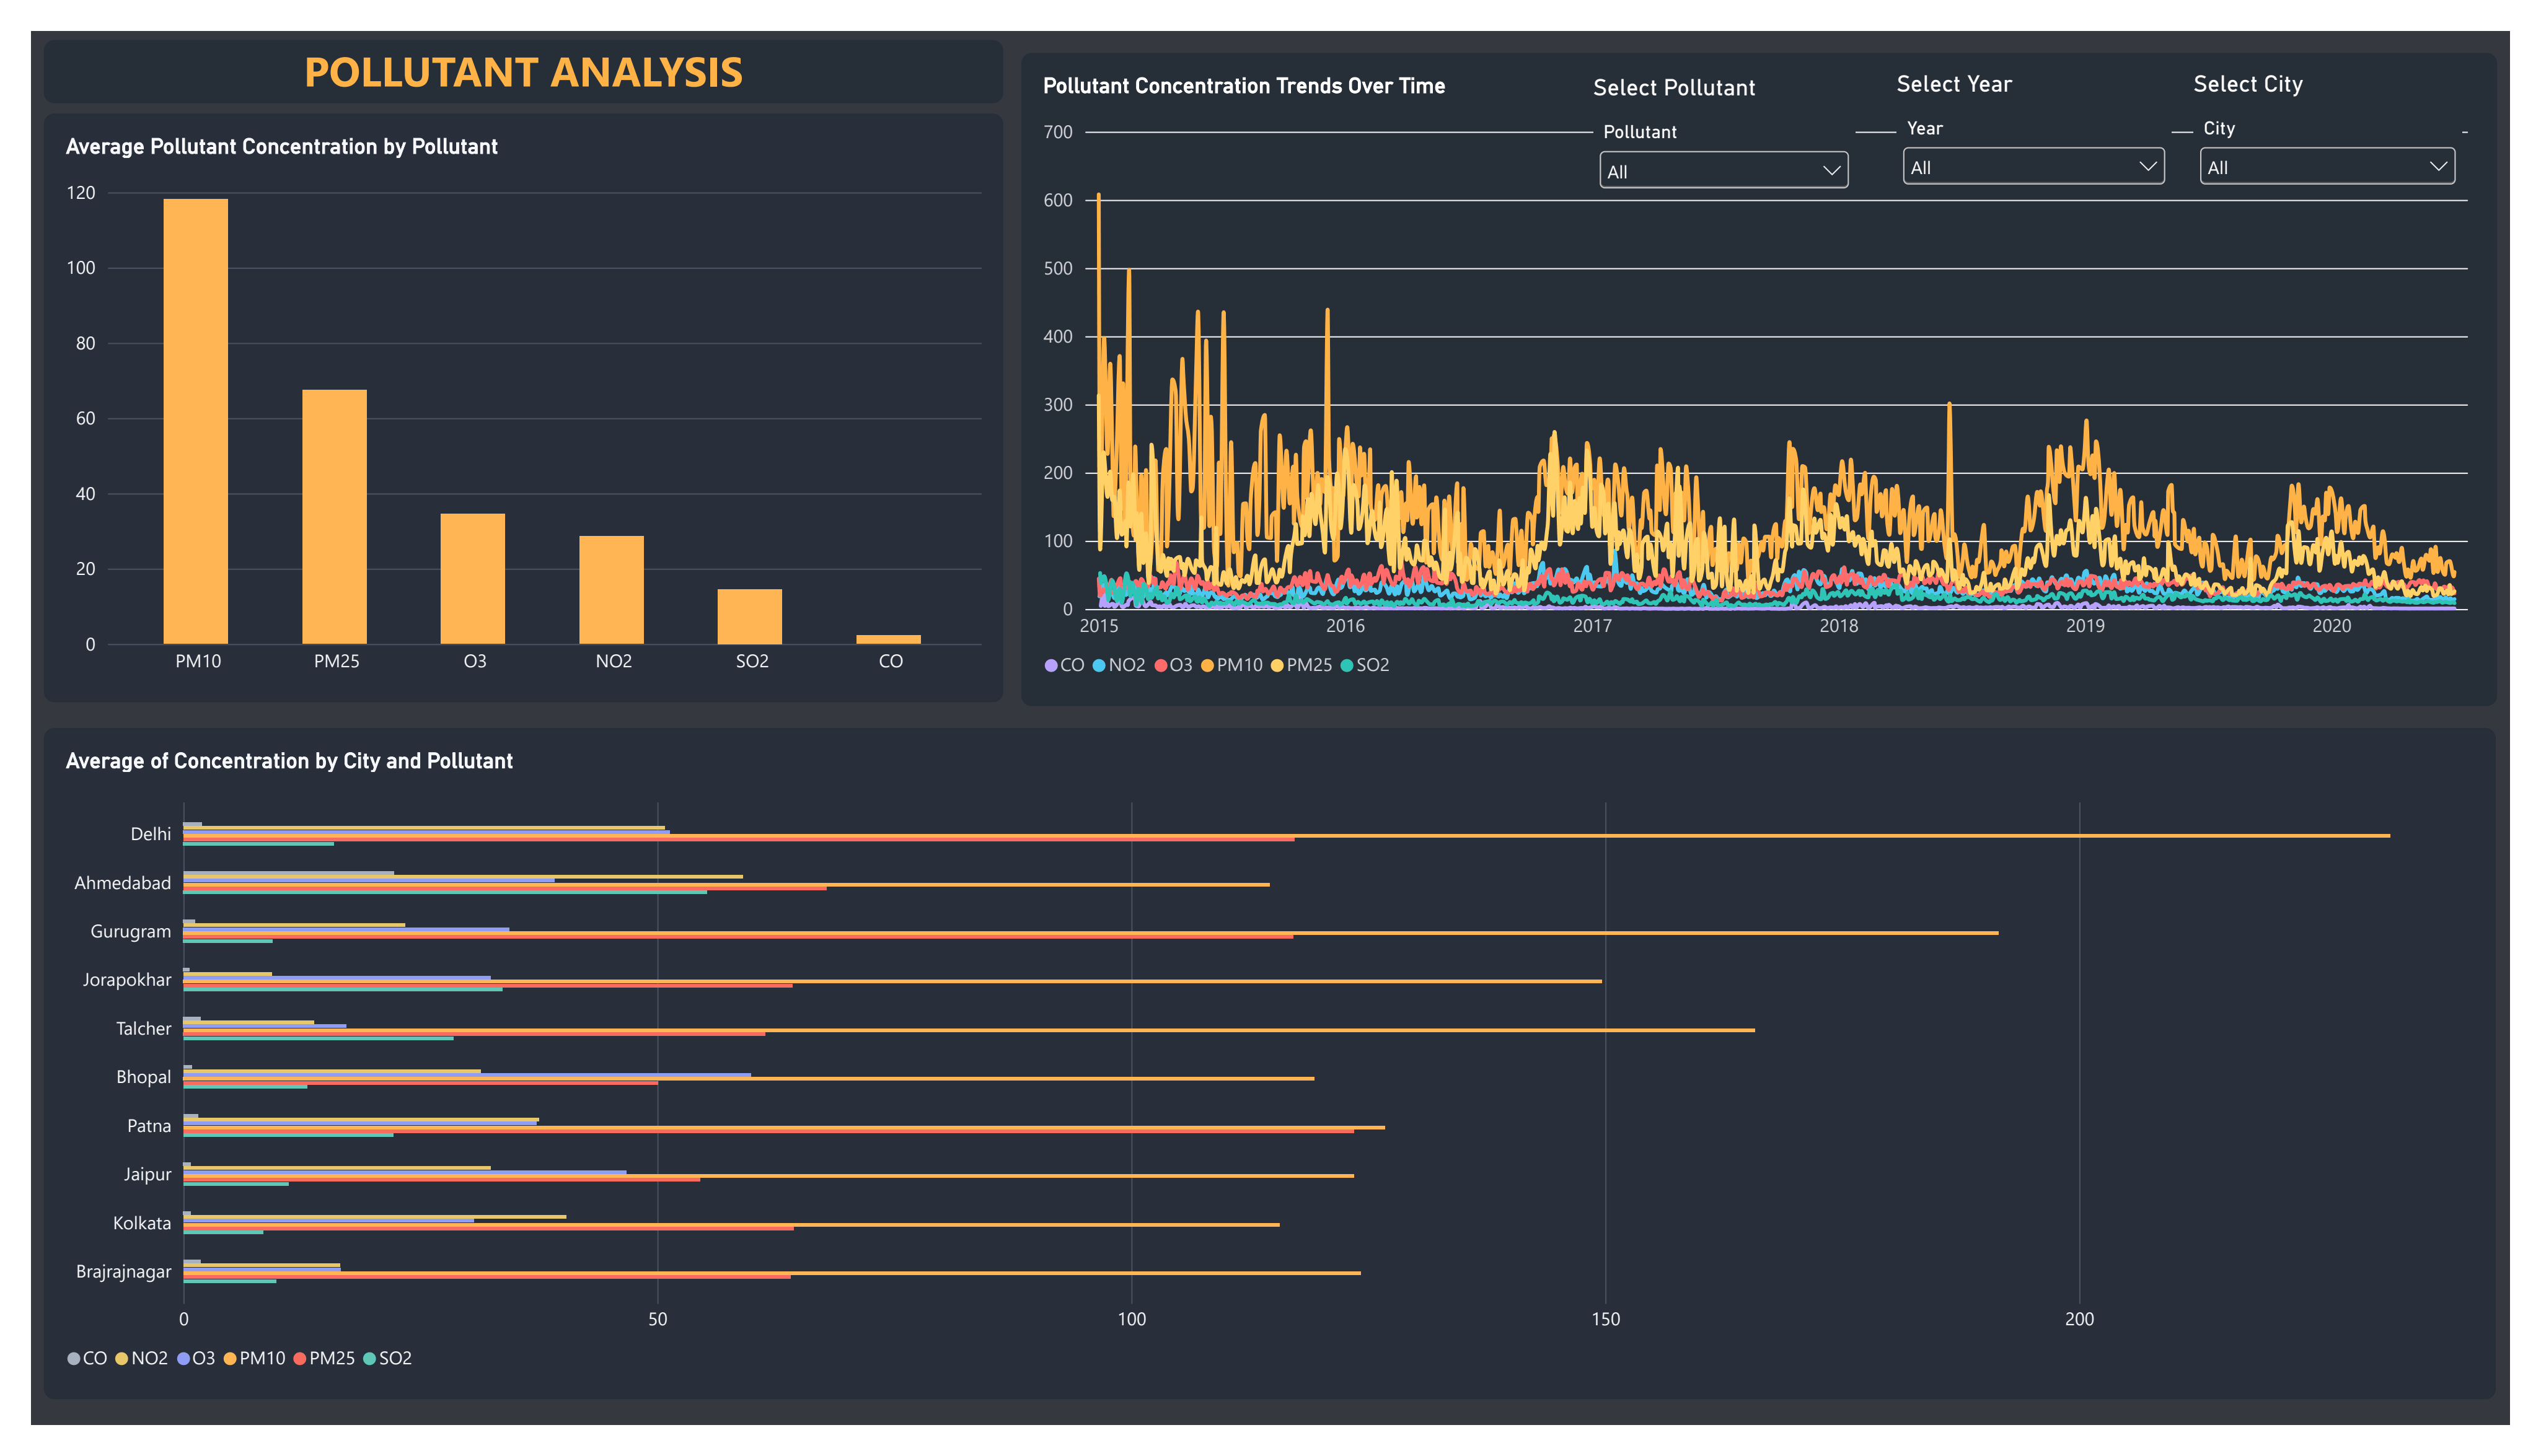 POLLUTANT ANALYSIS
Average Pollutant Concentration by Pollutant
120
100
80
60
40
20
0
PM10 PM25 O3 NO2 SO2 CO
Pollutant Concentration Trends Over Time
Select Pollutant
Select Year
Select City
Pollutant
All
Year
All
City
All
700
600
500
400
300
200
100
0
2015 2016 2017 2018 2019 2020
CO NO2 O3 PM10 PM25 SO2
Average of Concentration by City and Pollutant
Delhi
Ahmedabad
Gurugram
Jorapokhar
Talcher
Bhopal
Patna
Jaipur
Kolkata
Brajrajnagar
0 50 100 150 200
CO NO2 O3 PM10 PM25 SO2